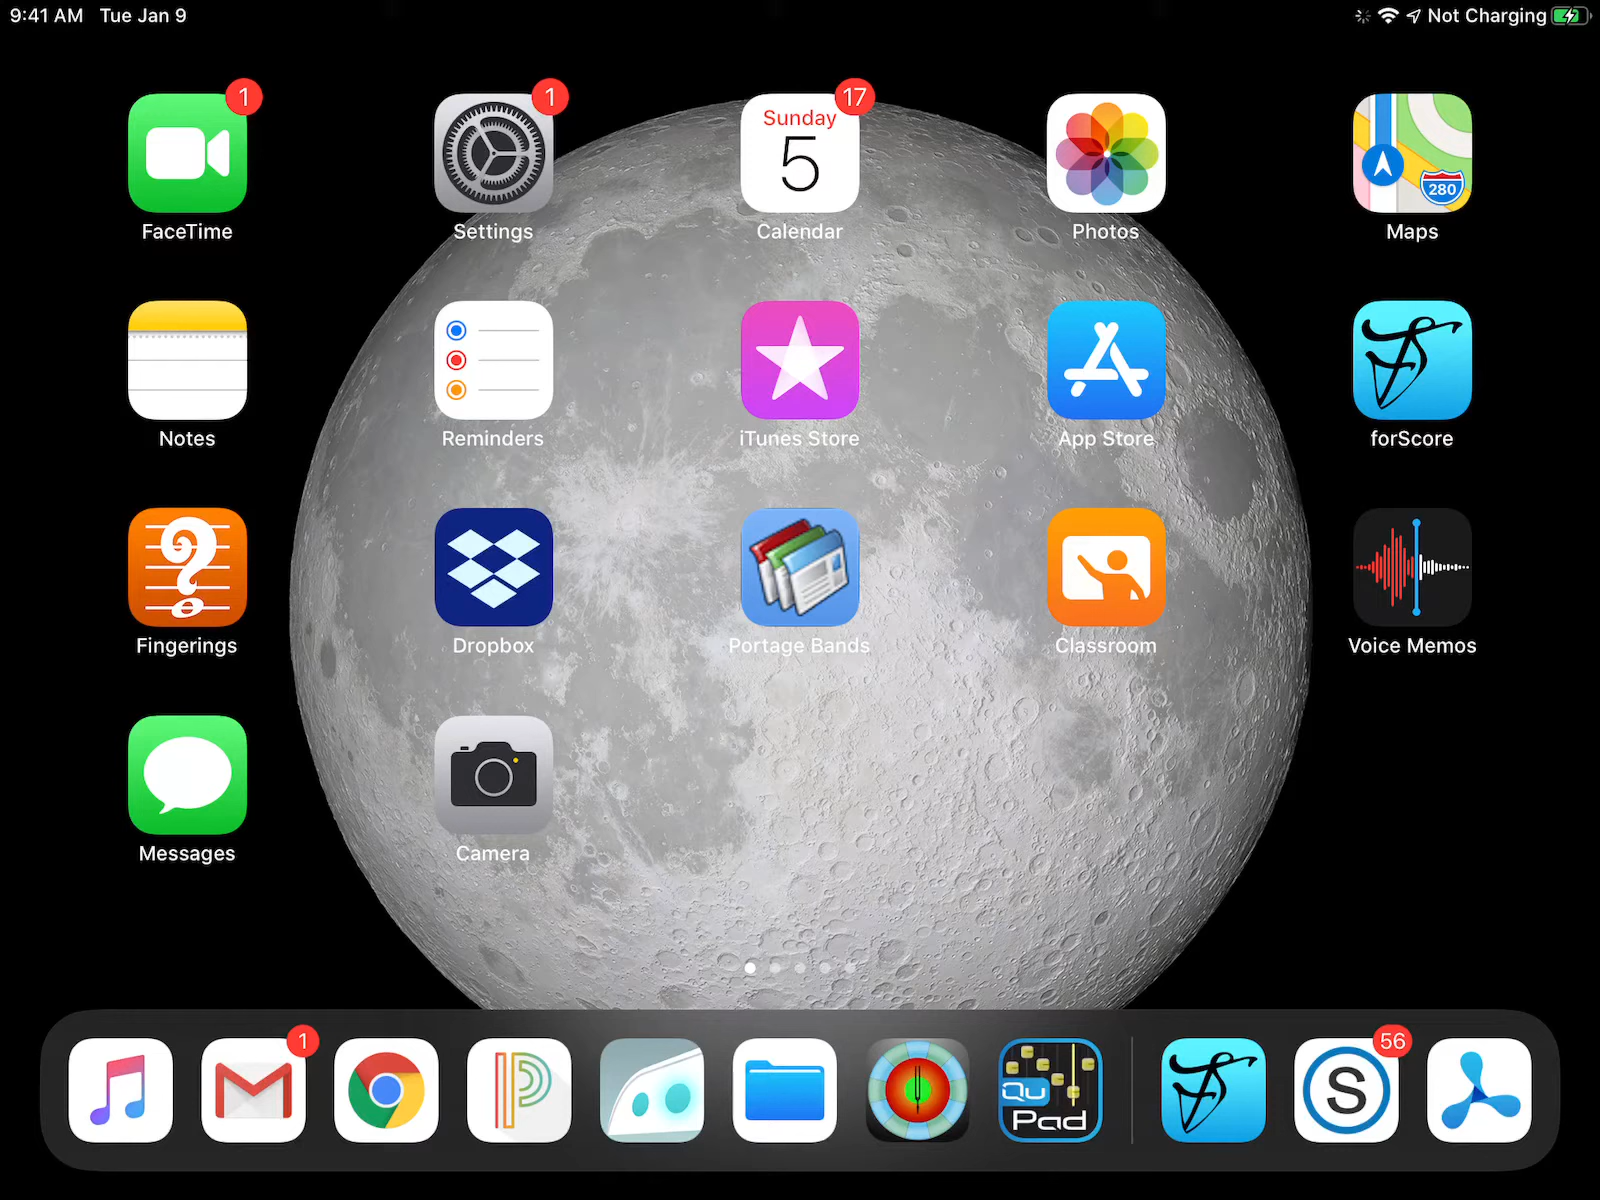 9:41 AM Tue Jan 9
Not Charging
1
1
17
Sunday
5
280
FaceTime
Settings
Calendar
Photos
Maps
Notes
Reminders
iTunes Store
App Store
forScore
Fingerings
Dropbox
Portage Bands
Classroom
Voice Memos
Messages
Camera
1
56
Qu
Pad
S